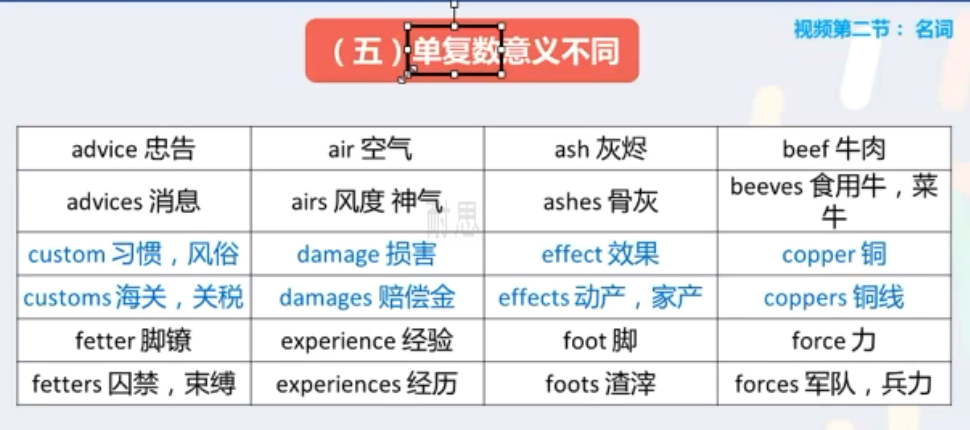 视频第二节：名词
（五）单复数意义不同
advice 忠告 air 空气 ash 灰烬 beef 牛肉
advices 消息 airs 风度 神气 ashes 骨灰 beeves 食用牛，菜
牛
custom 习惯，风俗 damage 损害 effect 效果 copper 铜
customs 海关，关税 damages 赔偿金 effects 动产，家产 coppers 铜线
fetter 脚镣 experience 经验 foot 脚 force 力
fetters 囚禁，束缚 experiences 经历 foots 渣滓 forces 军队，兵力
耐思